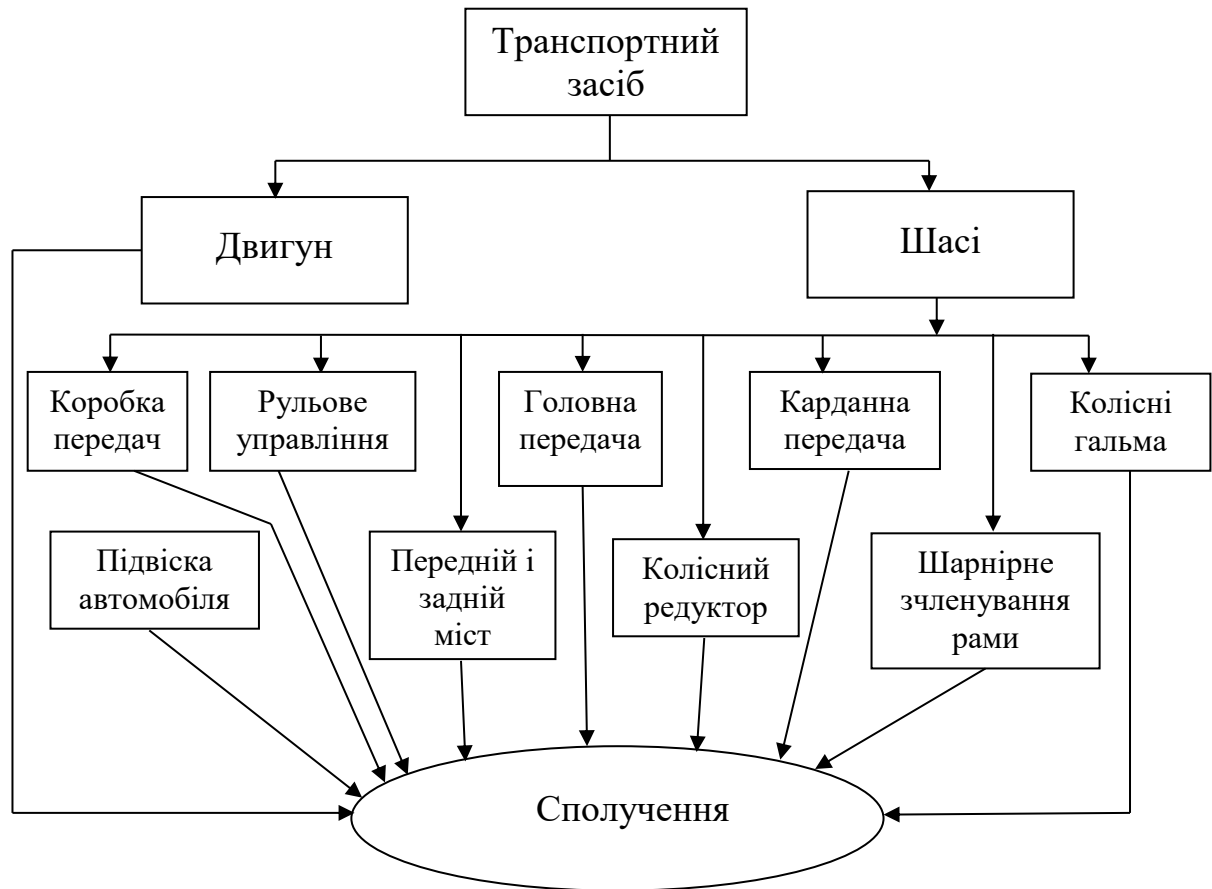 Транспортний
засіб
Двигун
Шасі
Коробка
передач
Рульове
управління
Головна
передача
Карданна
передача
Колісні
гальма
Підвіска
автомобіля
Передній і
задній
міст
Колісний
редуктор
Шарнірне
зчленування
рами
Сполучення